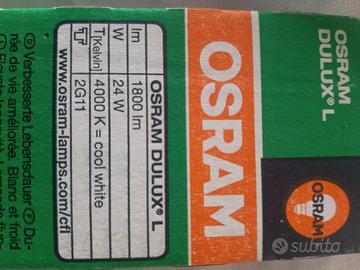 OSRAM
DULUX® L
OSRAM
OSRAM
OSRAM DULUX® L
lm 1800 lm
W 24 W
T(Kelvin) 4000 K = cool white
2G11
www.osram-lamps.com/cfl
D Verbesserte Lebensdauer F Du-
rée de vie améliorée. Blanc et froid
subito